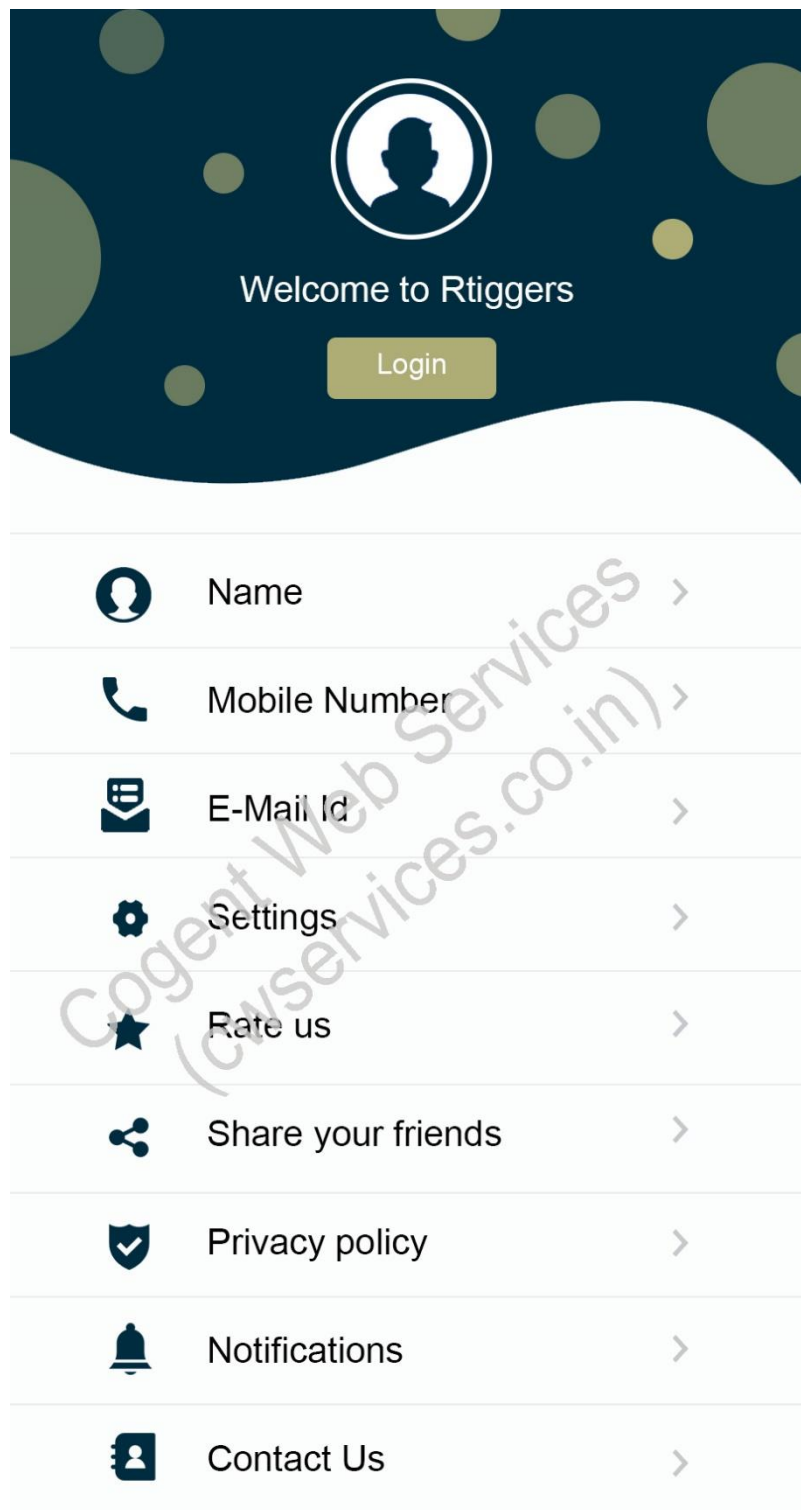 Welcome to Rtiggers
Login
Name
Mobile Number
E-Mail Id
Settings
Rate us
Share your friends
Privacy policy
Notifications
Contact Us
Cogent Web Services
(cwservices.co.in)